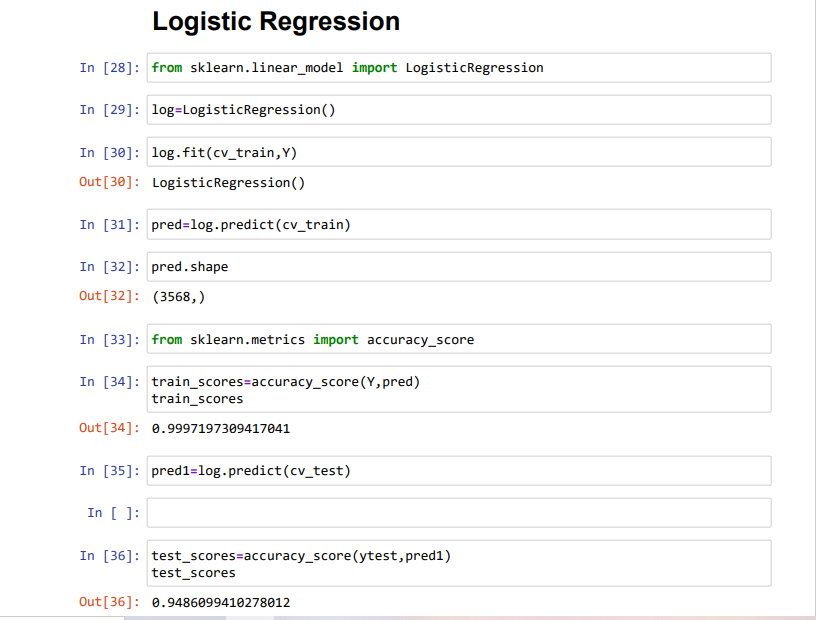 Logistic Regression
In [28]: from sklearn.linear_model import LogisticRegression
In [29]: log=LogisticRegression()
In [30]: log.fit(cv_train,Y)
Out[30]: LogisticRegression()
In [31]: pred=log.predict(cv_train)
In [32]: pred.shape
Out[32]: (3568,)
In [33]: from sklearn.metrics import accuracy_score
In [34]: train_scores=accuracy_score(Y,pred)
train_scores
Out[34]: 0.9997197309417041
In [35]: pred1=log.predict(cv_test)
In [ ]:
In [36]: test_scores=accuracy_score(ytest,pred1)
test_scores
Out[36]: 0.9486099410278012